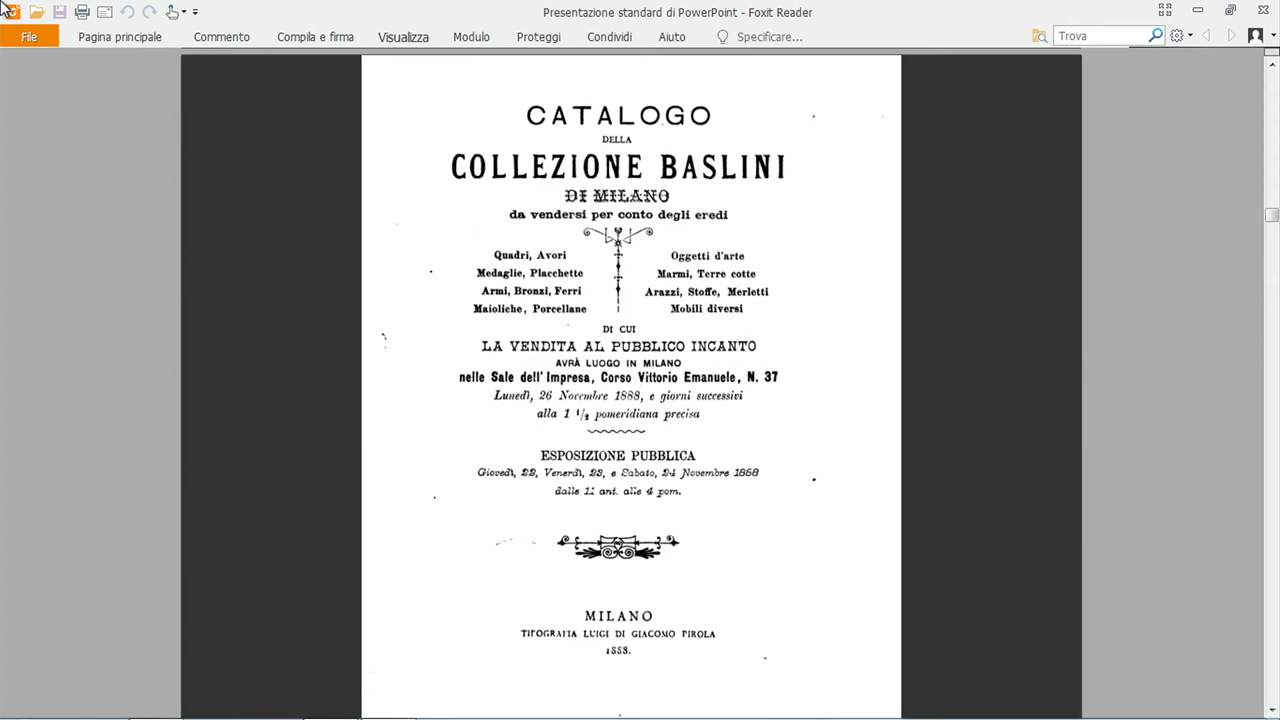 Presentazione standard di PowerPoint - Foxit Reader
File Pagina principale Commento Compila e firma Visualizza Modulo Proteggi Condividi Aiuto Specificare... Trova
CATALOGO
DELLA
COLLEZIONE BASLINI
DI MILANO
da vendersi per conto degli eredi
Quadri, Avori
Medaglie, Placchette
Armi, Bronzi, Ferri
Maioliche, Porcellane
Oggetti d'arte
Marmi, Terre cotte
Arazzi, Stoffe, Merletti
Mobili diversi
DI CUI
LA VENDITA AL PUBBLICO INCANTO
AVRÀ LUOGO IN MILANO
nelle Sale dell'Impresa, Corso Vittorio Emanuele, N. 37
Lunedì, 26 Novembre 1888, e giorni successivi
alla 1 1/2 pomeridiana precisa
ESPOSIZIONE PUBBLICA
Giovedì, 22, Venerdì, 23, e Sabato, 24 Novembre 1888
dalle 11 ant. alle 4 pom.
MILANO
TIPOGRAFIA LUIGI DI GIACOMO PIROLA
1888.